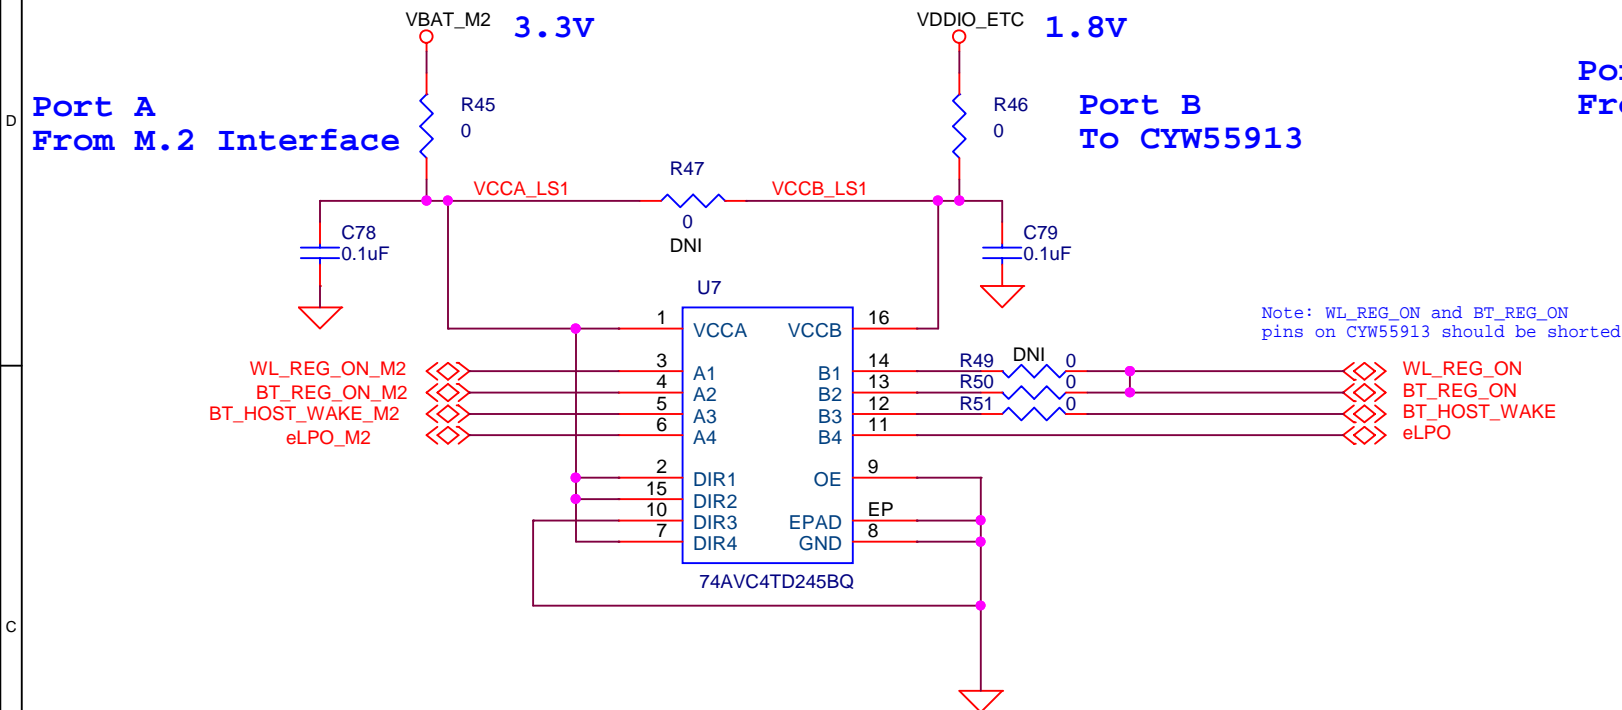 VBAT_M2 3.3V
VDDIO_ETC 1.8V
Port A
From M.2 Interface
R45
0
R46
0
Port B
To CYW55913
D
VCCA_LS1
R47
0
DNI
VCCB_LS1
C78
0.1uF
C79
0.1uF
U7
1 VCCA VCCB 16
Note: WL_REG_ON and BT_REG_ON
pins on CYW55913 should be shorted
WL_REG_ON_M2 3 A1 B1 14 R49 DNI 0 WL_REG_ON
BT_REG_ON_M2 4 A2 B2 13 R50 0 BT_REG_ON
BT_HOST_WAKE_M2 5 A3 B3 12 R51 0 BT_HOST_WAKE
eLPO_M2 6 A4 B4 11 eLPO
2 DIR1 OE 9
15 DIR2
10 DIR3 EPAD EP
7 DIR4 GND 8
74AVC4TD245BQ
C